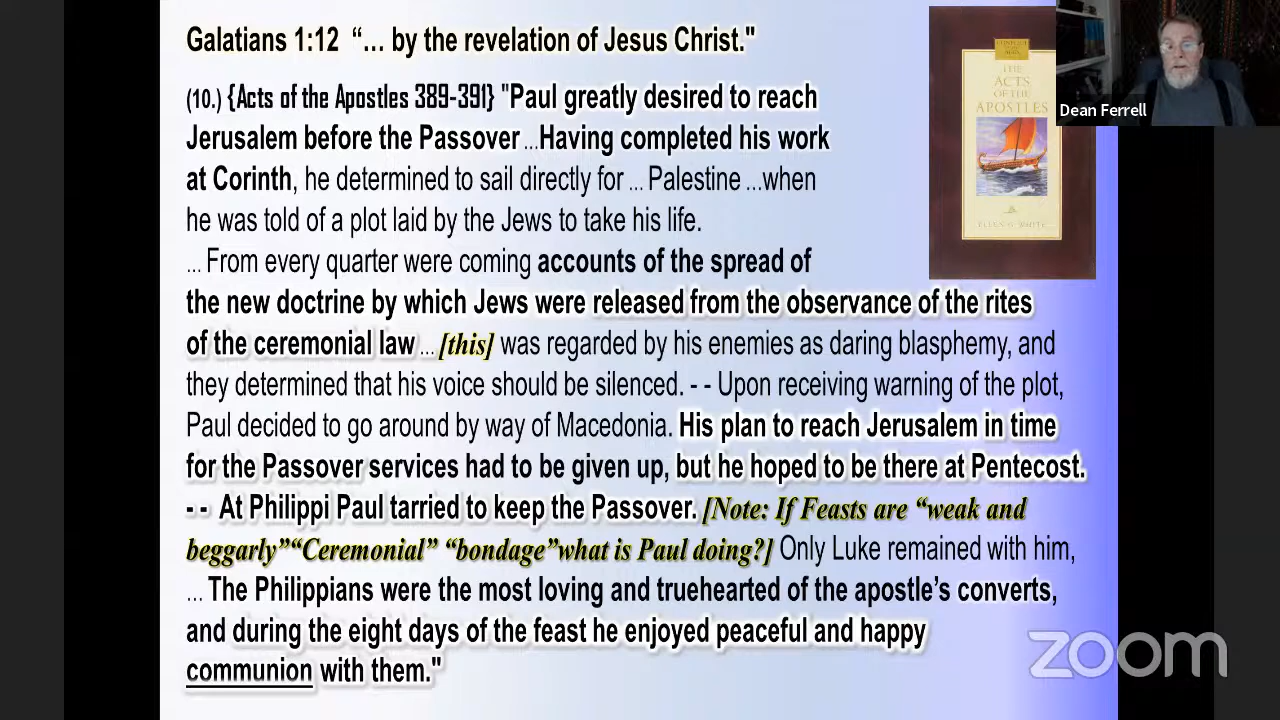 Galatians 1:12 “... by the revelation of Jesus Christ."
(10.) {Acts of the Apostles 389-391} "Paul greatly desired to reach
Jerusalem before the Passover ...Having completed his work
at Corinth, he determined to sail directly for ... Palestine ...when
he was told of a plot laid by the Jews to take his life.
... From every quarter were coming accounts of the spread of
the new doctrine by which Jews were released from the observance of the rites
of the ceremonial law ... [this] was regarded by his enemies as daring blasphemy, and
they determined that his voice should be silenced. - - Upon receiving warning of the plot,
Paul decided to go around by way of Macedonia. His plan to reach Jerusalem in time
for the Passover services had to be given up, but he hoped to be there at Pentecost.
- - At Philippi Paul tarried to keep the Passover. [Note: If Feasts are “weak and
beggarly”“Ceremonial” “bondage”what is Paul doing?] Only Luke remained with him,
... The Philippians were the most loving and truehearted of the apostle’s converts,
and during the eight days of the feast he enjoyed peaceful and happy
communion with them."
THE
ACTS
OF THE
APOSTLES
ELLEN G. WHITE
Dean Ferrell
zoom